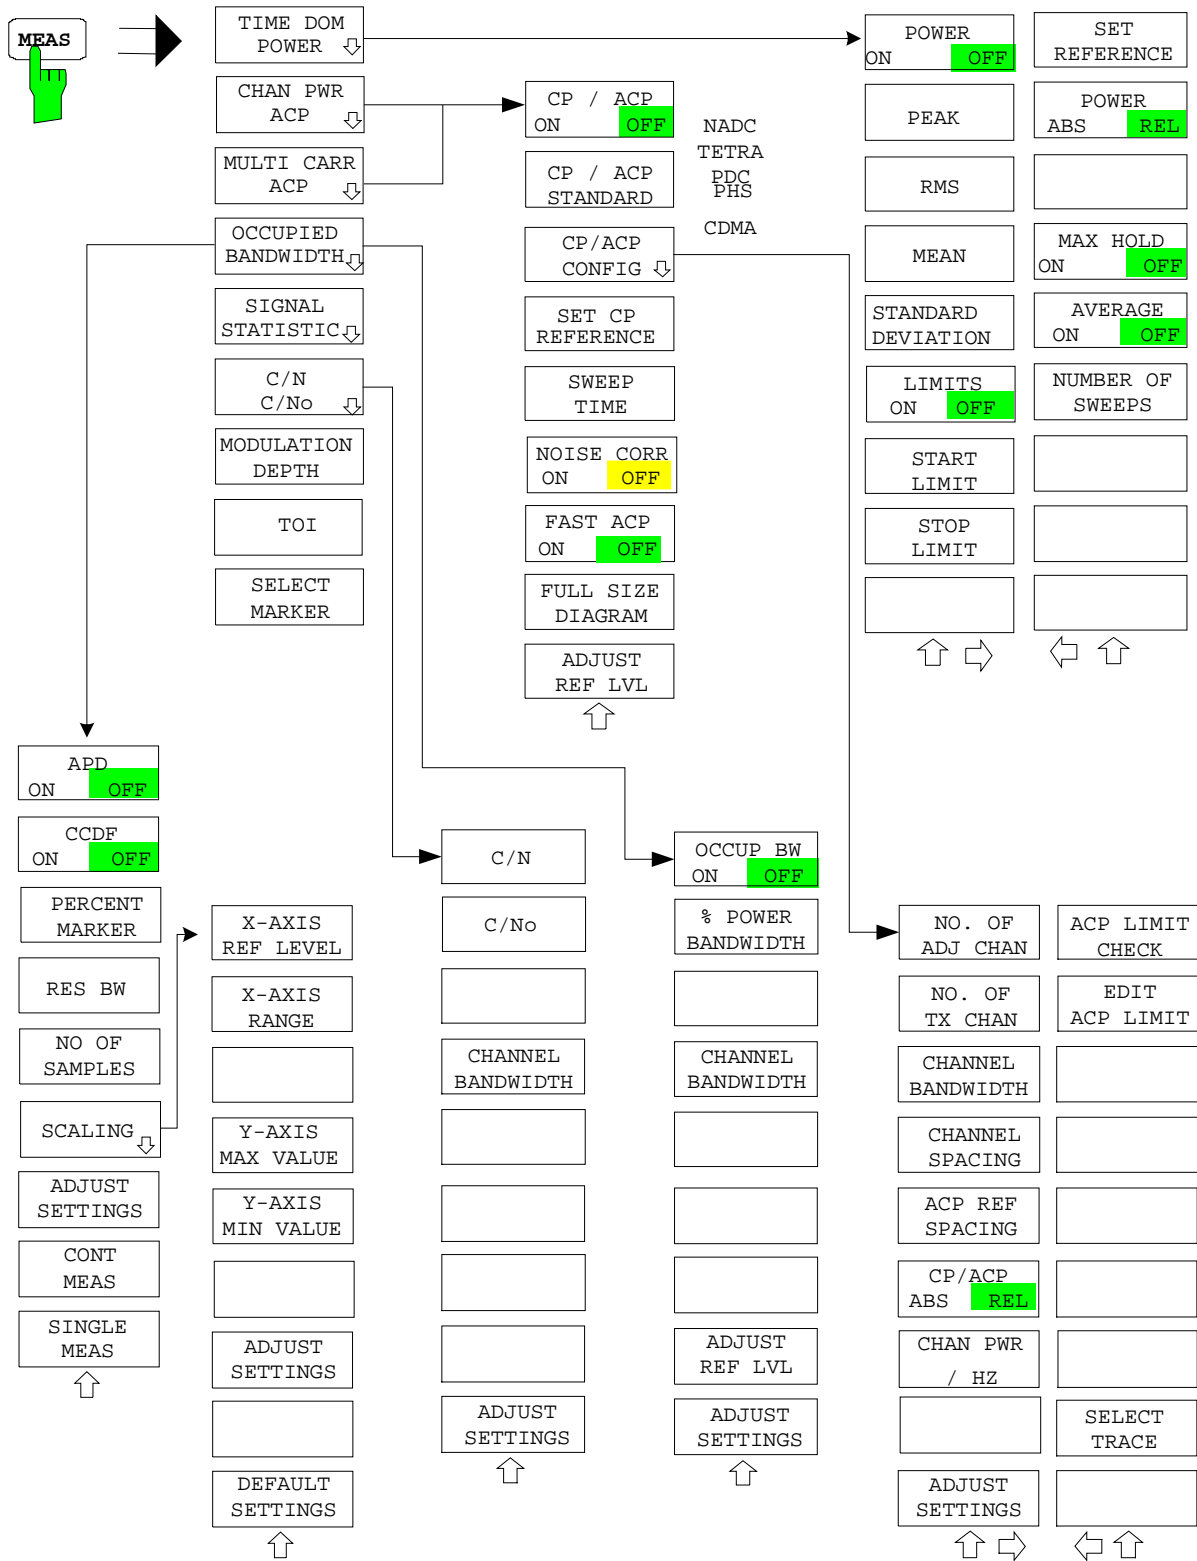 MEAS
TIME DOM
POWER
CHAN PWR
ACP
MULTI CARR
ACP
OCCUPIED
BANDWIDTH
SIGNAL
STATISTIC
C/N
C/No
MODULATION
DEPTH
TOI
SELECT
MARKER
CP / ACP
ON OFF
CP / ACP
STANDARD
CP/ACP
CONFIG
SET CP
REFERENCE
SWEEP
TIME
NOISE CORR
ON OFF
FAST ACP
ON OFF
FULL SIZE
DIAGRAM
ADJUST
REF LVL
NADC
TETRA
PDC
PHS
CDMA
POWER
ON OFF
PEAK
RMS
MEAN
STANDARD
DEVIATION
LIMITS
ON OFF
START
LIMIT
STOP
LIMIT
SET
REFERENCE
POWER
ABS REL
MAX HOLD
ON OFF
AVERAGE
ON OFF
NUMBER OF
SWEEPS
APD
ON OFF
CCDF
ON OFF
PERCENT
MARKER
RES BW
NO OF
SAMPLES
SCALING
ADJUST
SETTINGS
CONT
MEAS
SINGLE
MEAS
X-AXIS
REF LEVEL
X-AXIS
RANGE
Y-AXIS
MAX VALUE
Y-AXIS
MIN VALUE
ADJUST
SETTINGS
DEFAULT
SETTINGS
C/N
C/No
CHANNEL
BANDWIDTH
ADJUST
SETTINGS
OCCUP BW
ON OFF
% POWER
BANDWIDTH
CHANNEL
BANDWIDTH
ADJUST
REF LVL
ADJUST
SETTINGS
NO. OF
ADJ CHAN
NO. OF
TX CHAN
CHANNEL
BANDWIDTH
CHANNEL
SPACING
ACP REF
SPACING
CP/ACP
ABS REL
CHAN PWR
/ HZ
ADJUST
SETTINGS
ACP LIMIT
CHECK
EDIT
ACP LIMIT
SELECT
TRACE